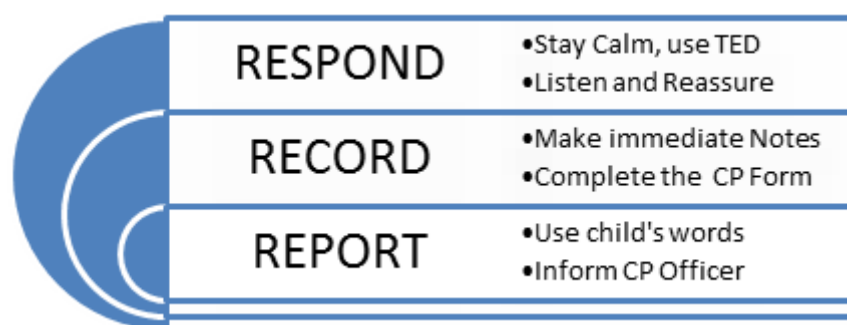 RESPOND
•Stay Calm, use TED
•Listen and Reassure
RECORD
•Make immediate Notes
•Complete the CP Form
REPORT
•Use child's words
•Inform CP Officer